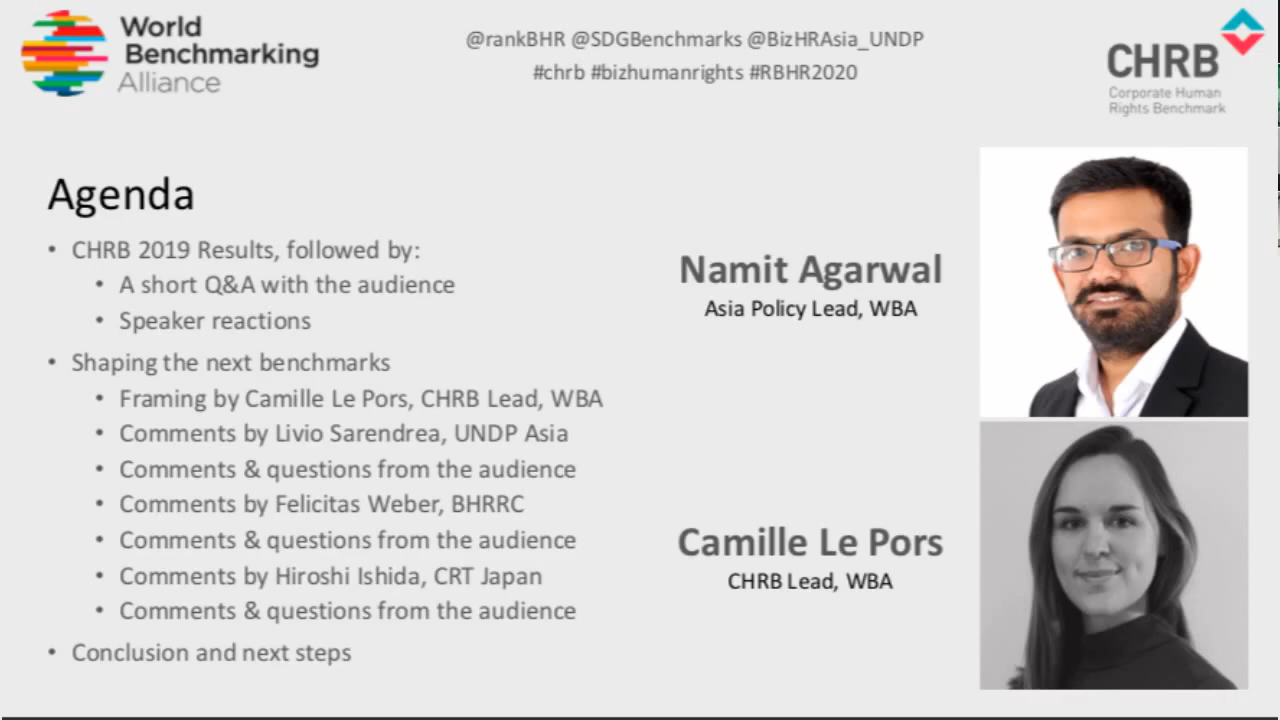 World
Benchmarking
Alliance
@rankBHR @SDGBenchmarks @BizHRAsia_UNDP
#chrb #bizhumanrights #RBHR2020
CHRB
Corporate Human
Rights Benchmark
Agenda
• CHRB 2019 Results, followed by:
• A short Q&A with the audience
• Speaker reactions
• Shaping the next benchmarks
• Framing by Camille Le Pors, CHRB Lead, WBA
• Comments by Livio Sarendrea, UNDP Asia
• Comments & questions from the audience
• Comments by Felicitas Weber, BHRRC
• Comments & questions from the audience
• Comments by Hiroshi Ishida, CRT Japan
• Comments & questions from the audience
• Conclusion and next steps
Namit Agarwal
Asia Policy Lead, WBA
Camille Le Pors
CHRB Lead, WBA